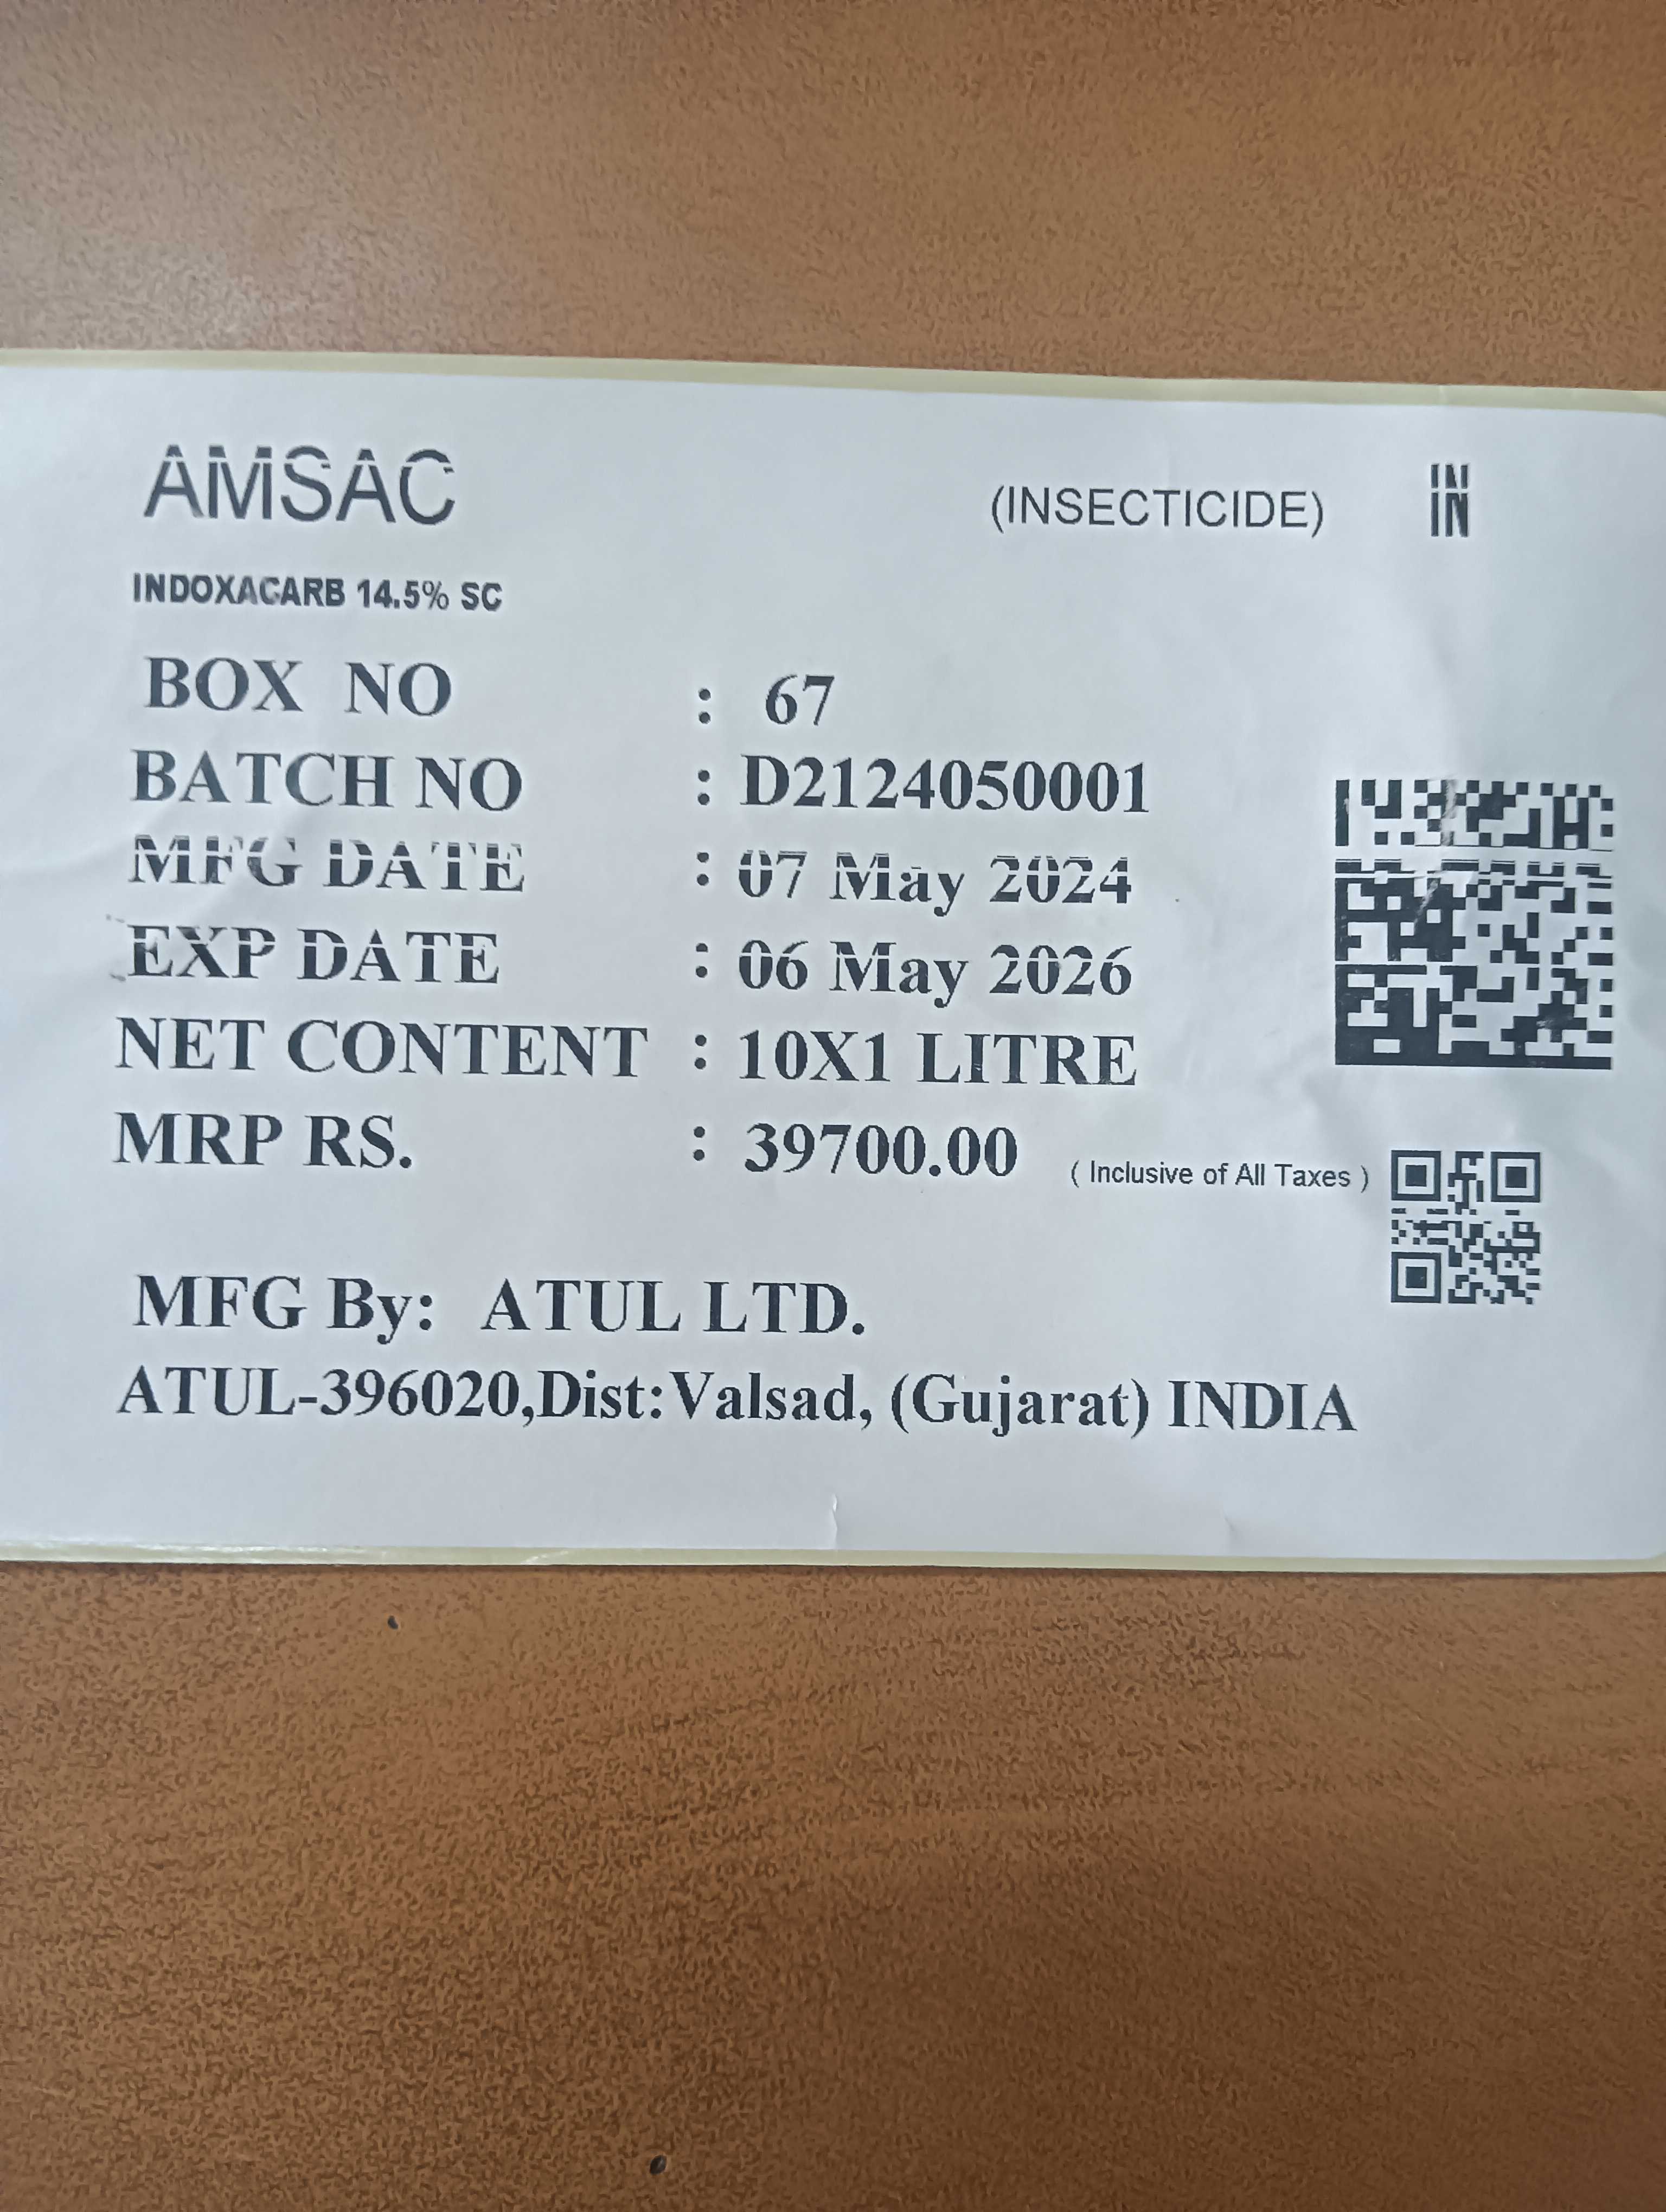 AMSAC (INSECTICIDE) IN
INDOXACARB 14.5% SC
BOX NO : 67
BATCH NO : D2124050001
MFG DATE : 07 May 2024
EXP DATE : 06 May 2026
NET CONTENT : 10X1 LITRE
MRP RS. : 39700.00 ( Inclusive of All Taxes )
MFG By: ATUL LTD.
ATUL-396020,Dist:Valsad, (Gujarat) INDIA